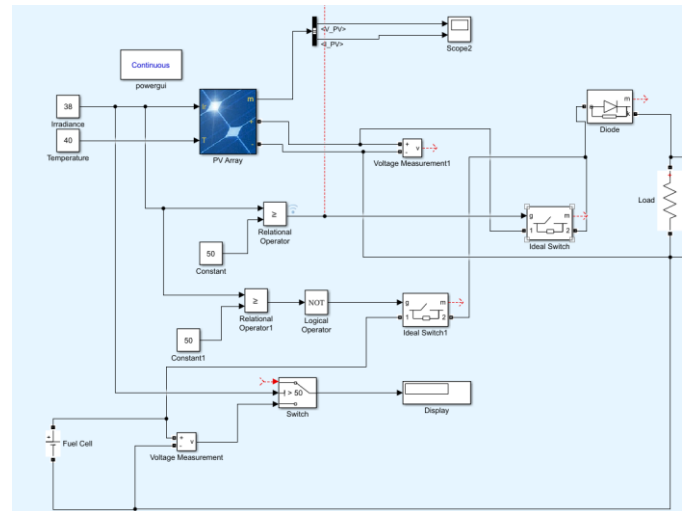 <V_PV>
<I_PV>
Scope2
Continuous
powergui
m
38
Irradiance
T
40
Temperature
+
-
PV Array
+
-
v
Voltage Measurement1
m
a
k
Diode
Load
+
≥
Relational
Operator
50
Constant
g
m
1
2
Ideal Switch
≥
Relational
Operator1
NOT
Logical
Operator
50
Constant1
g
m
1
2
Ideal Switch1
> 50
Switch
Display
+
-
v
Voltage Measurement
Fuel Cell